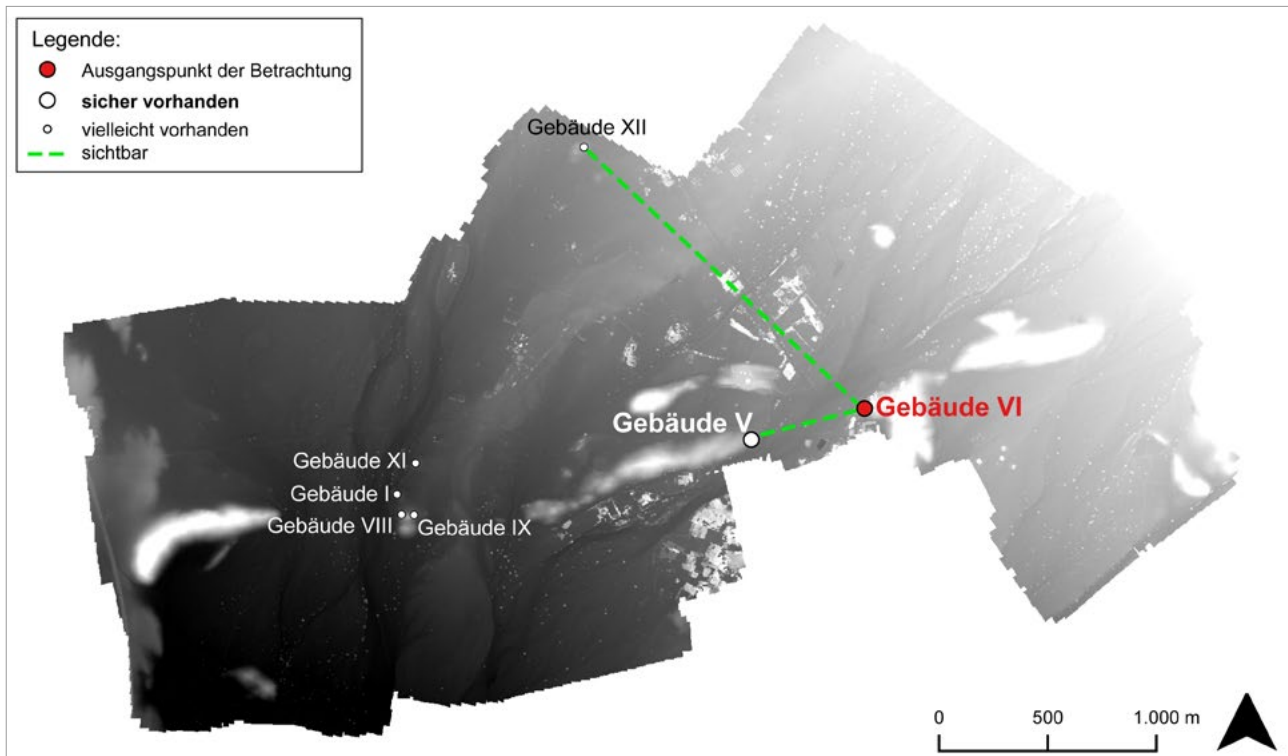 Legende:
Ausgangspunkt der Betrachtung
sicher vorhanden
vielleicht vorhanden
sichtbar
Gebäude XII
Gebäude VI
Gebäude V
Gebäude XI
Gebäude I
Gebäude VIII
Gebäude IX
0 500 1.000 m